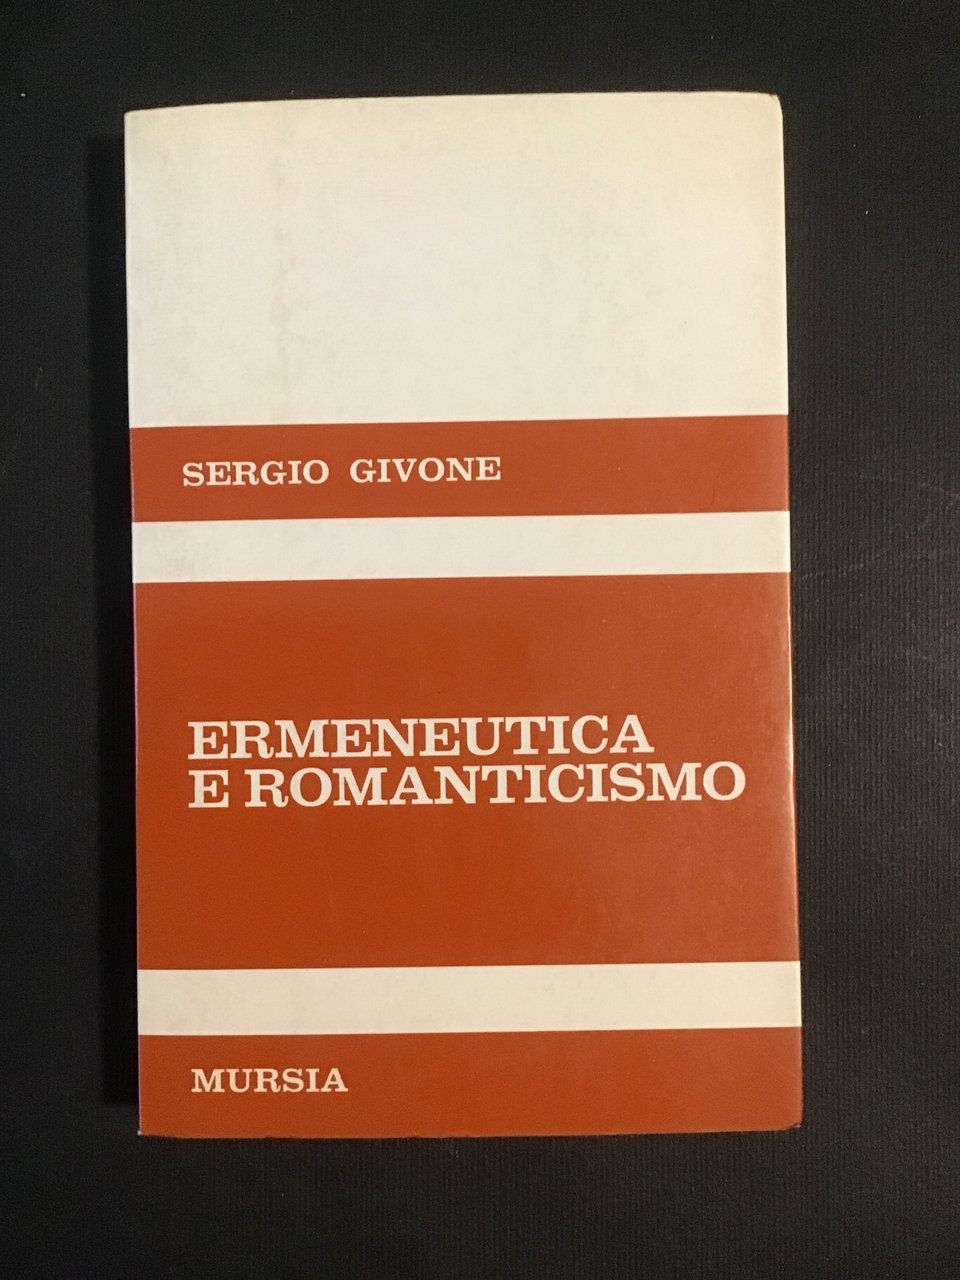 SERGIO GIVONE
ERMENEUTICA
E ROMANTICISMO
MURSIA